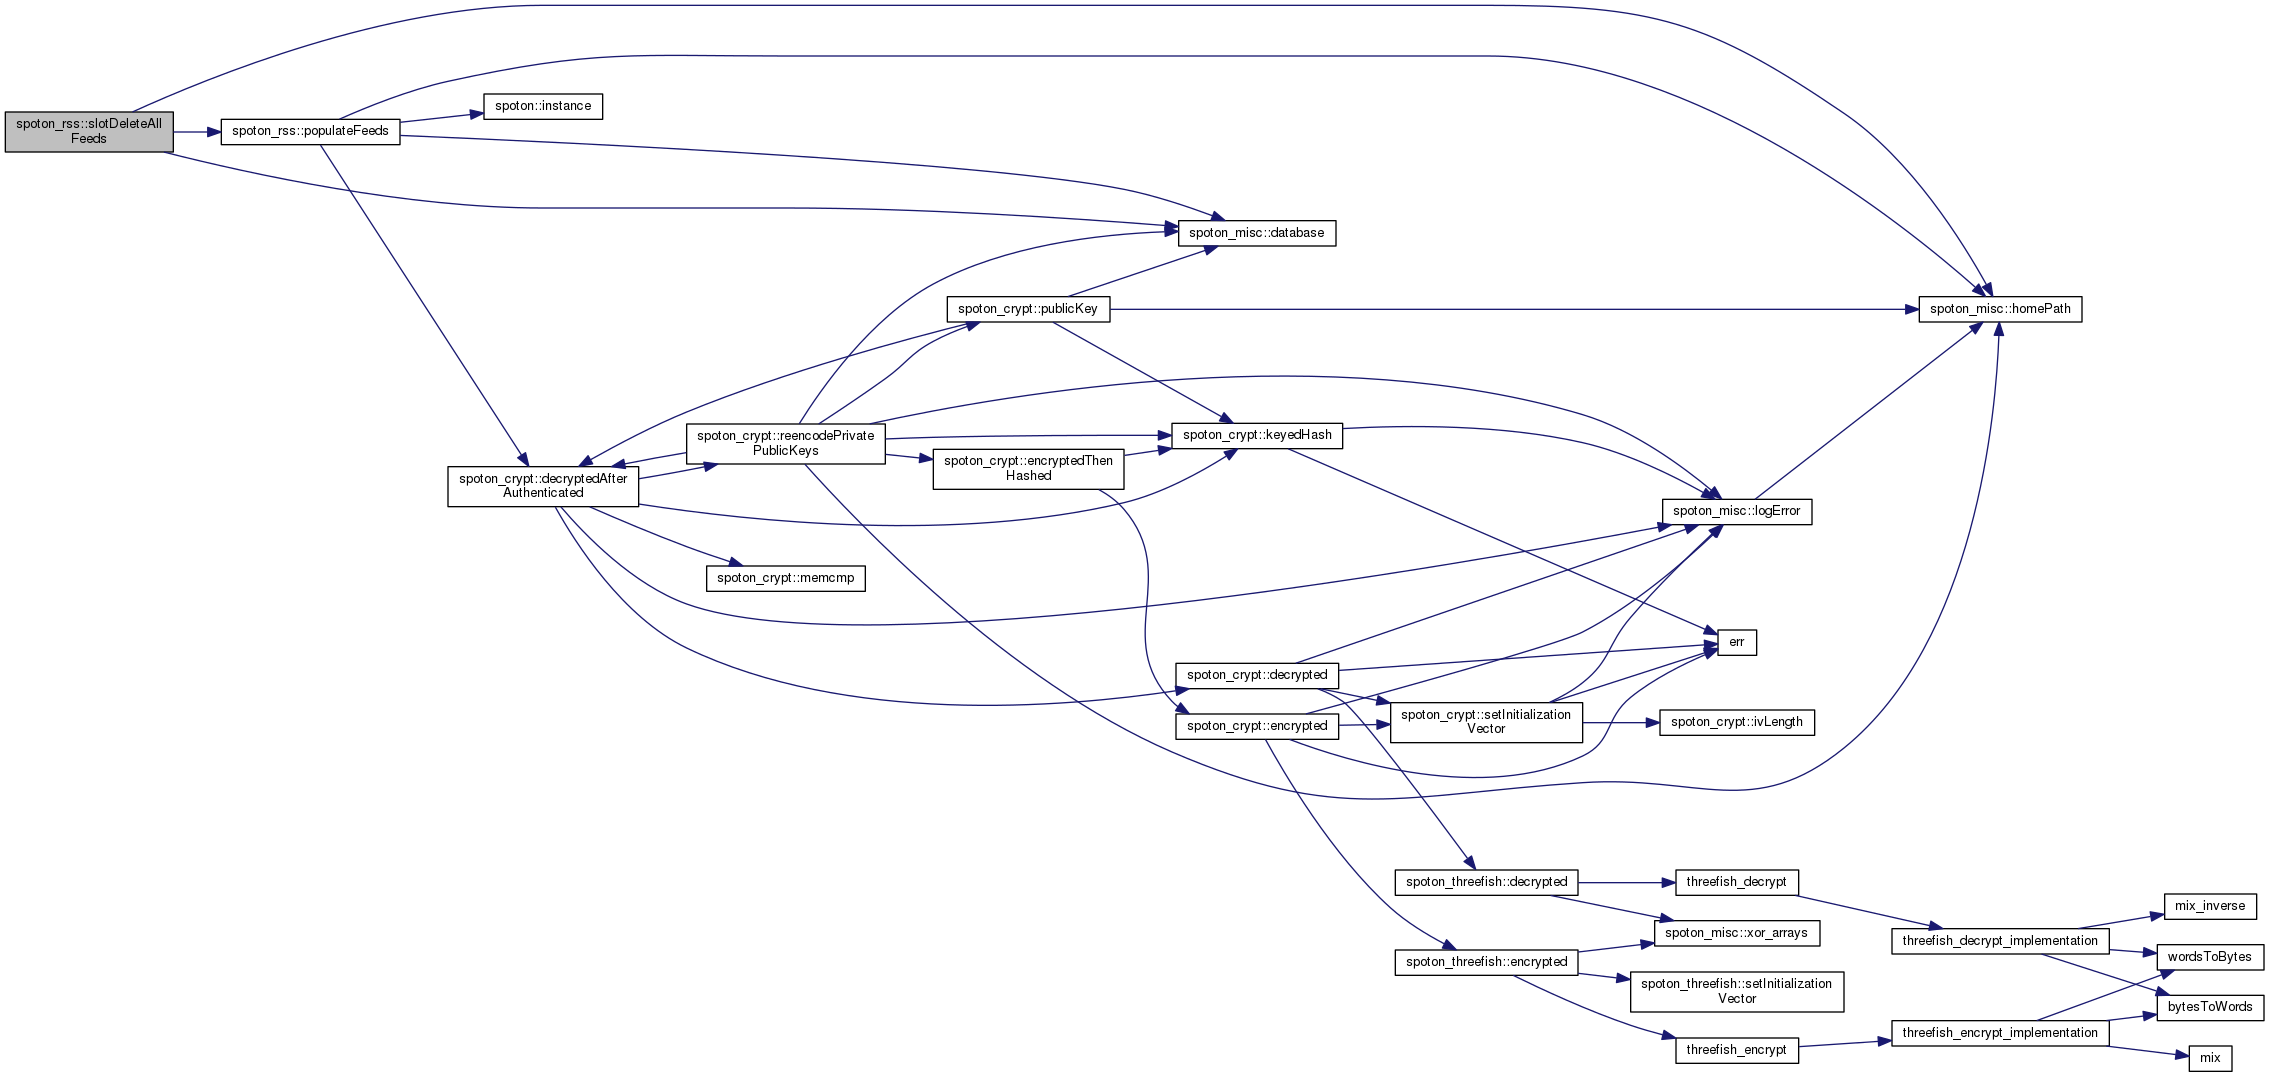 spoton_rss::slotDeleteAll
Feeds
spoton_rss::populateFeeds
spoton::instance
spoton_misc::database
spoton_crypt::publicKey
spoton_misc::homePath
spoton_crypt::reencodePrivate
PublicKeys
spoton_crypt::keyedHash
spoton_crypt::encryptedThen
Hashed
spoton_crypt::decryptedAfter
Authenticated
spoton_misc::logError
spoton_crypt::memcmp
err
spoton_crypt::decrypted
spoton_crypt::encrypted
spoton_crypt::setInitialization
Vector
spoton_crypt::ivLength
spoton_threefish::decrypted
threefish_decrypt
mix_inverse
spoton_misc::xor_arrays
threefish_decrypt_implementation
wordsToBytes
spoton_threefish::encrypted
spoton_threefish::setInitialization
Vector
bytesToWords
threefish_encrypt_implementation
threefish_encrypt
mix